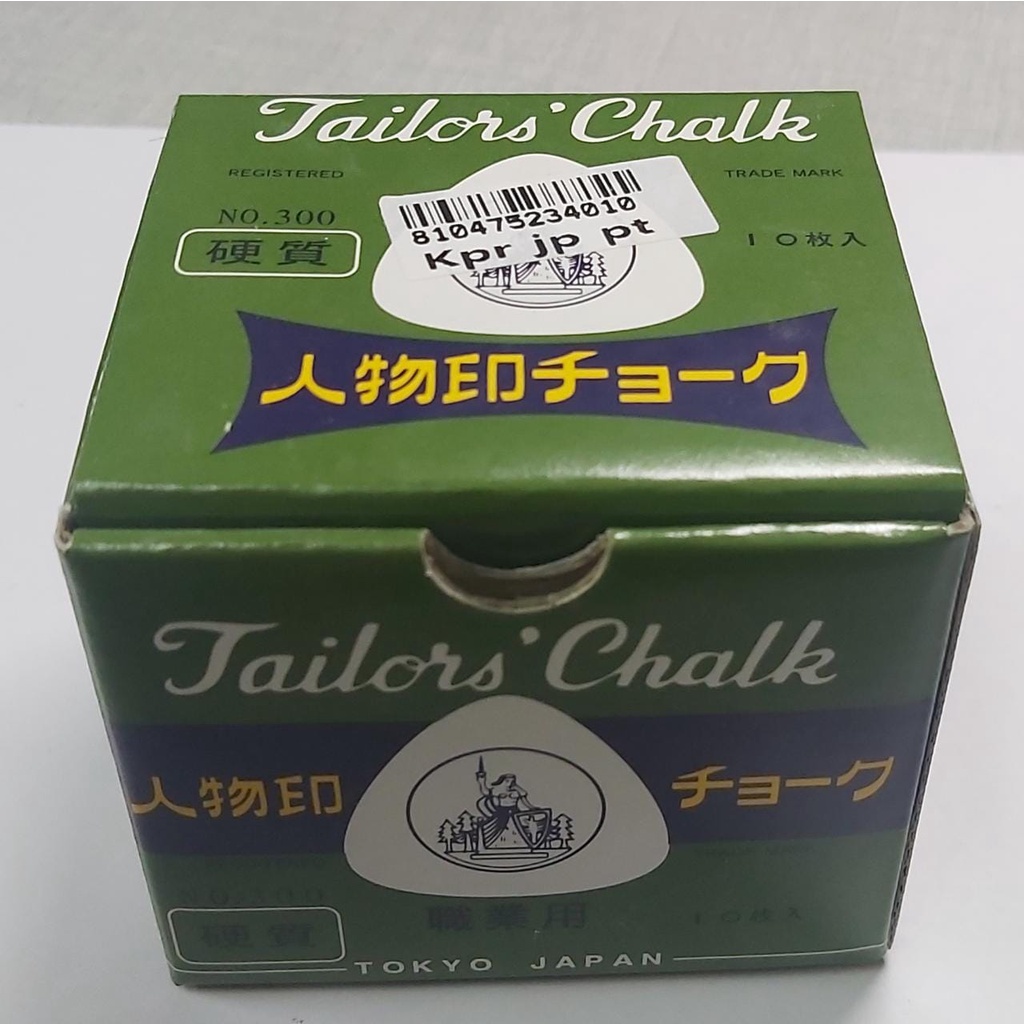 Tailors' Chalk
REGISTERED TRADE MARK
NO.300
硬質
10枚入
810475234010
Kpr jp pt
人物印チョーク
Tailors' Chalk
人物印 チョーク
NO.300
硬質
職業用
10枚入
TOKYO JAPAN